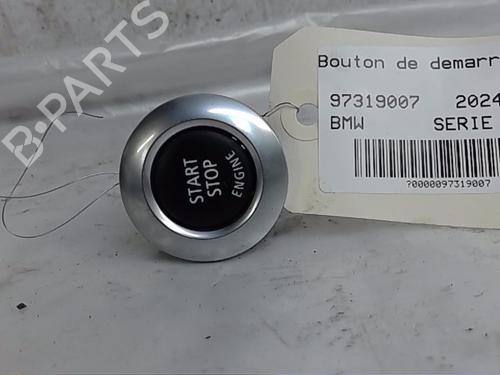 B-PARTS
Bouton de demarr
97319007 2024
BMW SERIE
?0000097319007
START
STOP
ENGINE